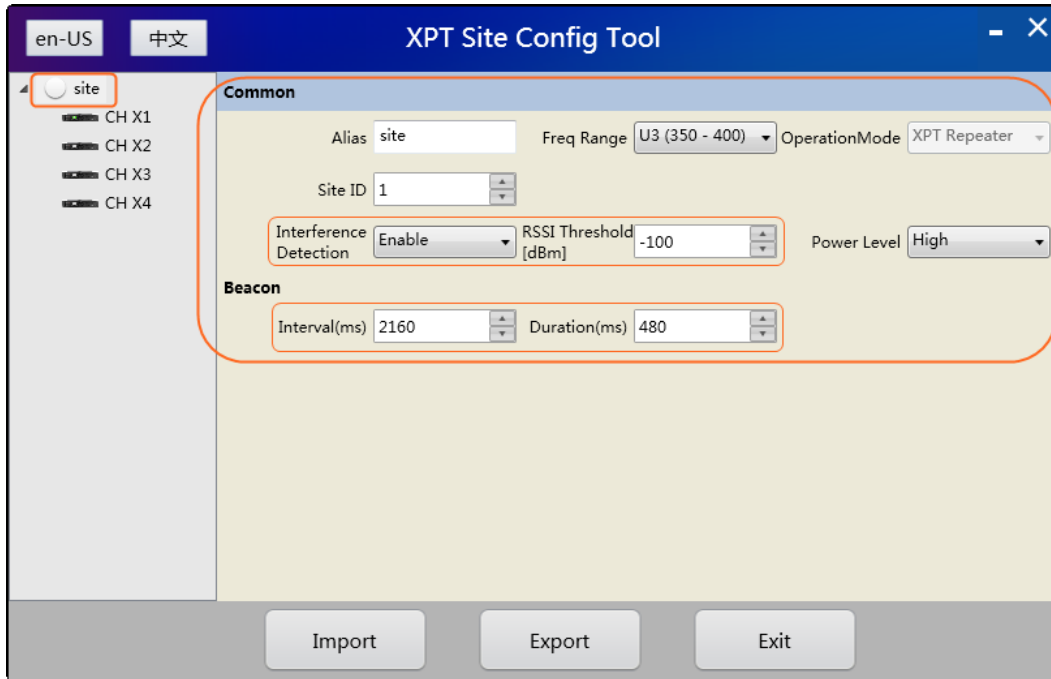 en-US 中文 XPT Site Config Tool
site
CH X1
CH X2
CH X3
CH X4
Common
Alias site Freq Range U3 (350 - 400) OperationMode XPT Repeater
Site ID 1
Interference Detection Enable RSSI Threshold [dBm] -100 Power Level High
Beacon
Interval(ms) 2160 Duration(ms) 480
Import Export Exit